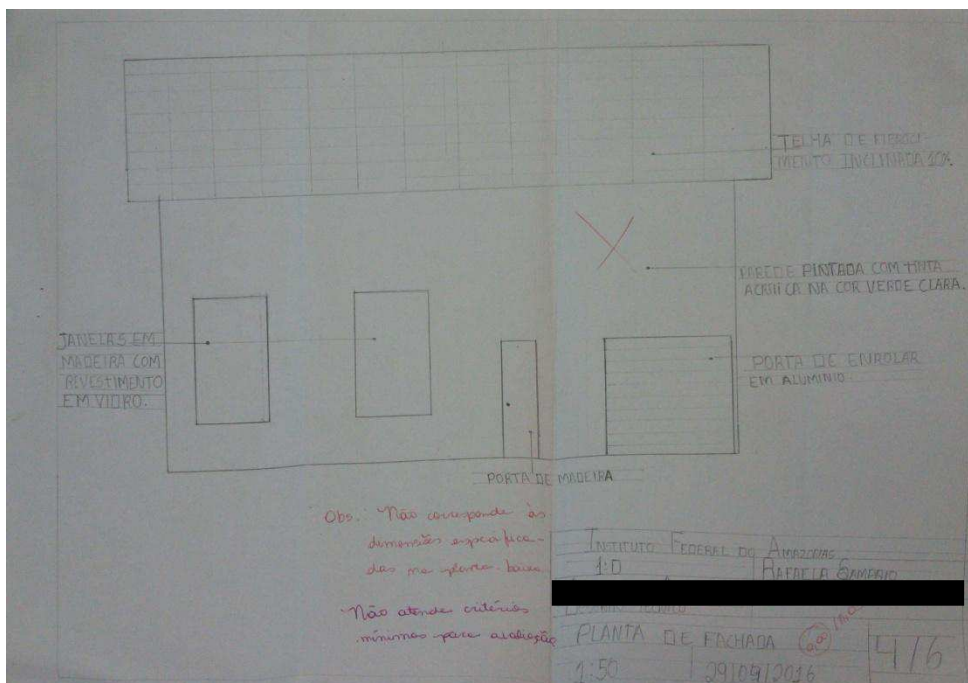 TELHA DE FIBROCI
MENTO INCLINADA 10%.
PAREDE PINTADA COM TINTA
ACRÍLICA NA COR VERDE CLARA.
JANELAS EM
MADEIRA COM
REVESTIMENTO
EM VIDRO.
PORTA DE ENROLAR
EM ALUMINIO.
PORTA DE MADEIRA
Obs.: Não corresponde às
dimensões especifica-
das na planta-baixa
Não atende critérios
mínimos para avaliação
INSTITUTO FEDERAL DO AMAZONAS
1:0
RAFAELA SAMPAIO
DESENHO TÉCNICO
PLANTA DE FACHADA
4/6
1:50
29/09/2016